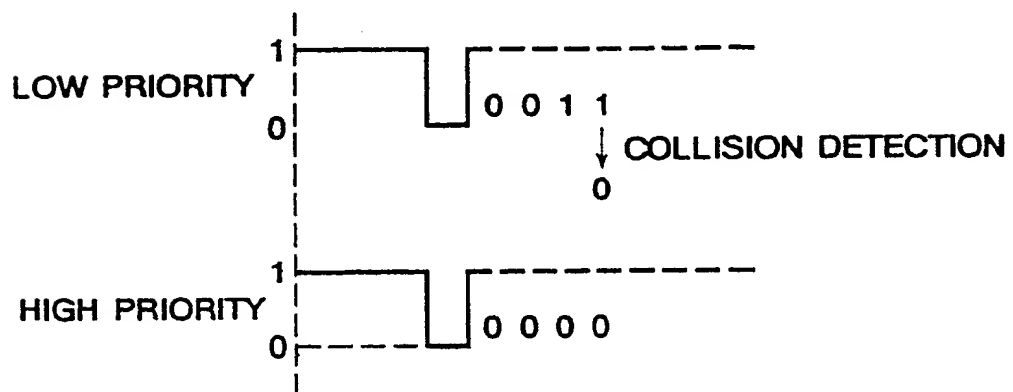 1
LOW PRIORITY
0 0 1 1
0
COLLISION DETECTION
0
1
HIGH PRIORITY
0 0 0 0
0